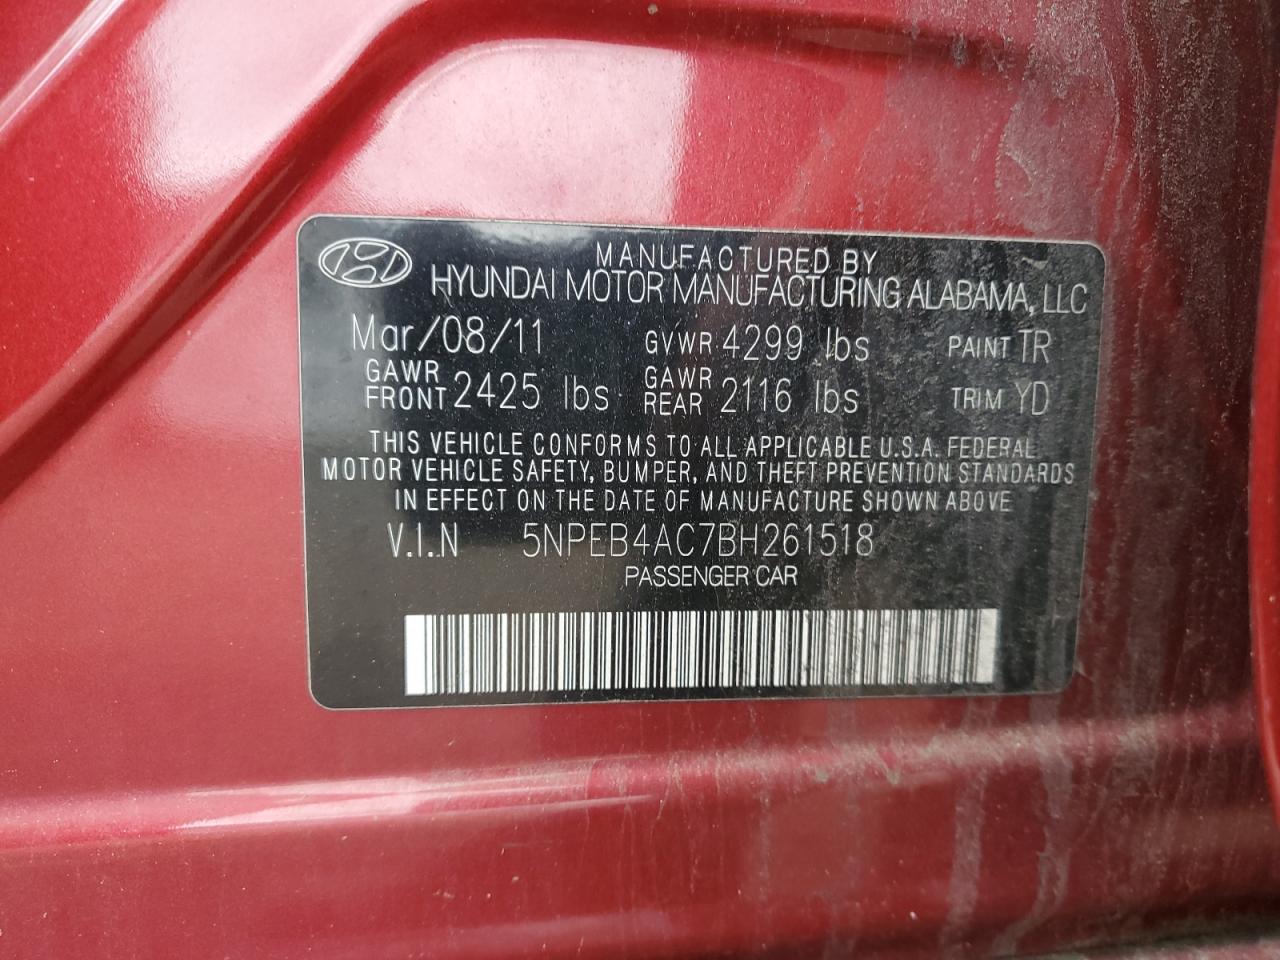 MANUFACTURED BY
HYUNDAI MOTOR MANUFACTURING ALABAMA, LLC
Mar/08/11 GVWR 4299 lbs PAINT TR
GAWR FRONT 2425 lbs GAWR REAR 2116 lbs TRIM YD
THIS VEHICLE CONFORMS TO ALL APPLICABLE U.S.A. FEDERAL
MOTOR VEHICLE SAFETY, BUMPER, AND THEFT PREVENTION STANDARDS
IN EFFECT ON THE DATE OF MANUFACTURE SHOWN ABOVE
V.I.N 5NPEB4AC7BH261518
PASSENGER CAR